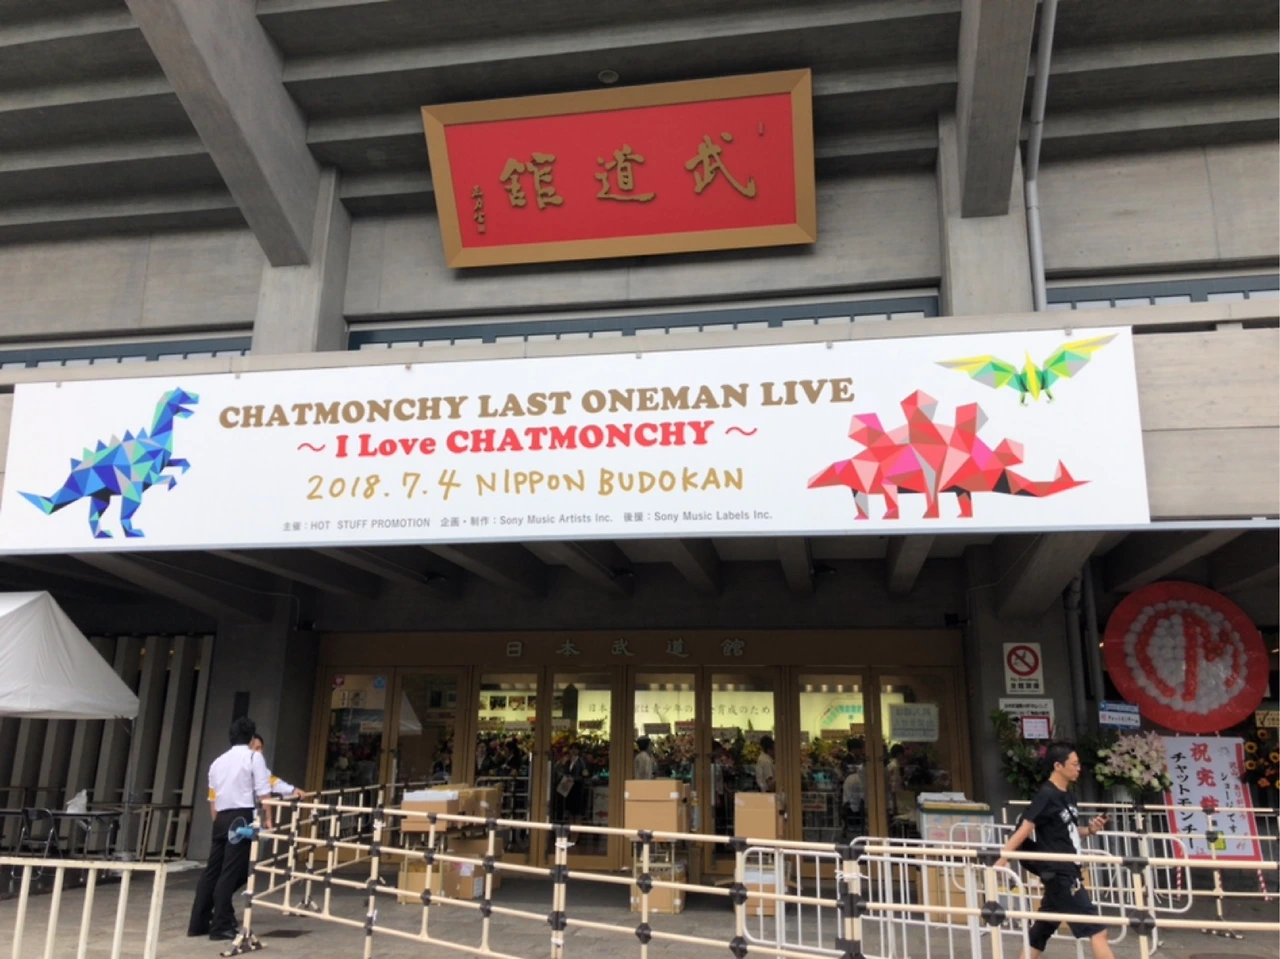 武道館
CHATMONCHY LAST ONEMAN LIVE
～ I Love CHATMONCHY ～
2018.7.4 NIPPON BUDOKAN
主催：HOT STUFF PROMOTION 企画・制作：Sony Music Artists Inc. 後援：Sony Music Labels Inc.
日本武道館
No Smoking
祝完
チャットモンチー